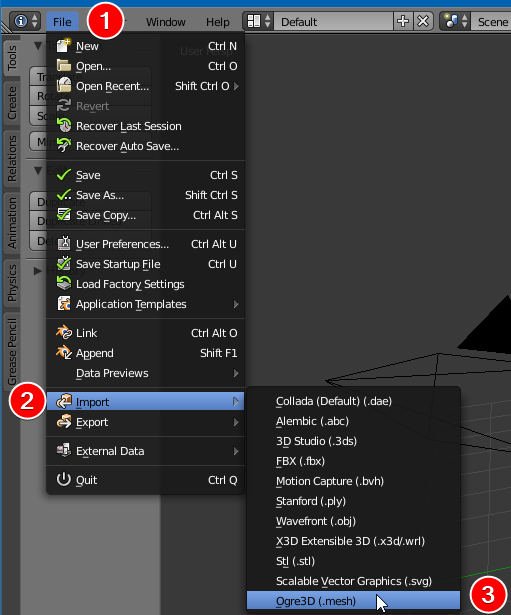 File
1
Window
Help
Default
Scene
New Ctrl N
Open... Ctrl O
Open Recent... Shift Ctrl O
Revert
Recover Last Session
Recover Auto Save...
Save Ctrl S
Save As... Shift Ctrl S
Save Copy... Ctrl Alt S
User Preferences... Ctrl Alt U
Save Startup File Ctrl U
Load Factory Settings
Application Templates
Link Ctrl Alt O
Append Shift F1
Data Previews
2
Import
Export
External Data
Quit Ctrl Q
Collada (Default) (.dae)
Alembic (.abc)
3D Studio (.3ds)
FBX (.fbx)
Motion Capture (.bvh)
Stanford (.ply)
Wavefront (.obj)
X3D Extensible 3D (.x3d/.wrl)
Stl (.stl)
Scalable Vector Graphics (.svg)
Ogre3D (.mesh)
3
Tools
Create
Relations
Animation
Physics
Grease Pencil